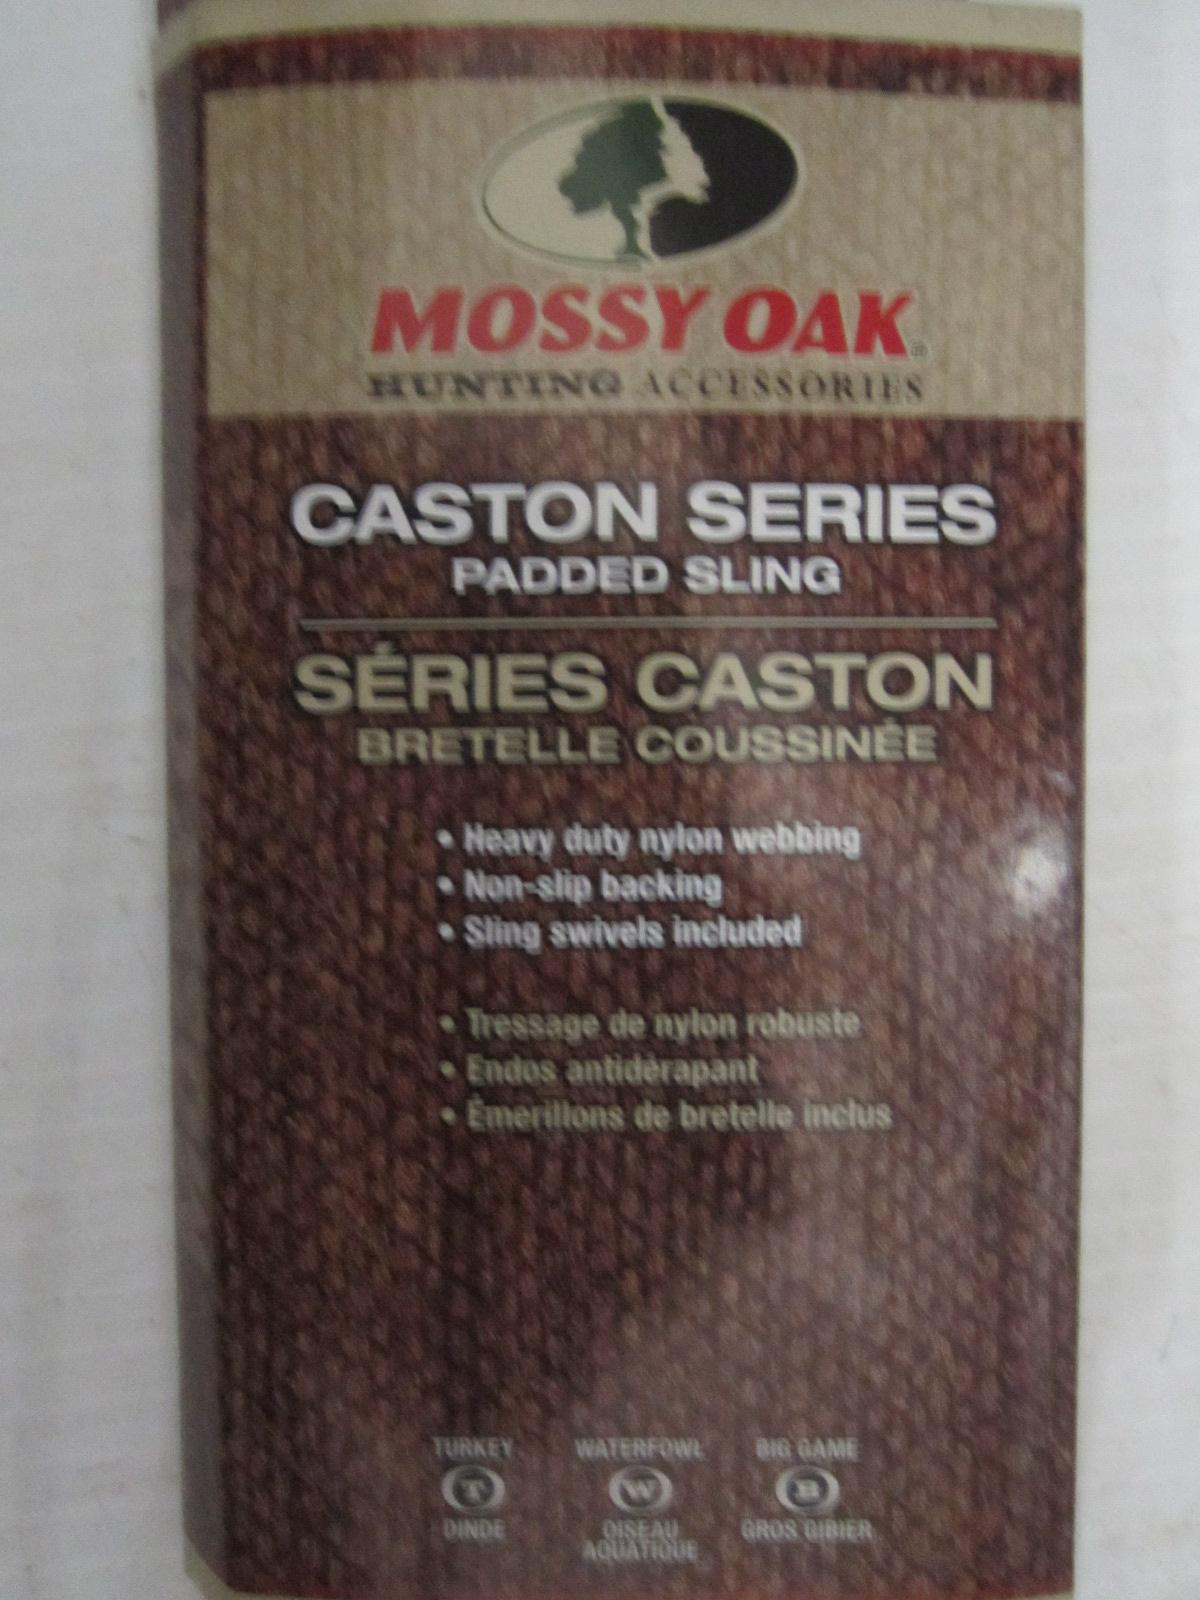 MOSSY OAK®
HUNTING ACCESSORIES
CASTON SERIES
PADDED SLING
SÉRIES CASTON
BRETELLE COUSSINÉE
• Heavy duty nylon webbing
• Non-slip backing
• Sling swivels included
• Tressage de nylon robuste
• Endos antidérapant
• Émerillons de bretelle inclus
TURKEY WATERFOWL BIG GAME
T W B
DINDE OISEAU GROS GIBIER
AQUATIQUE